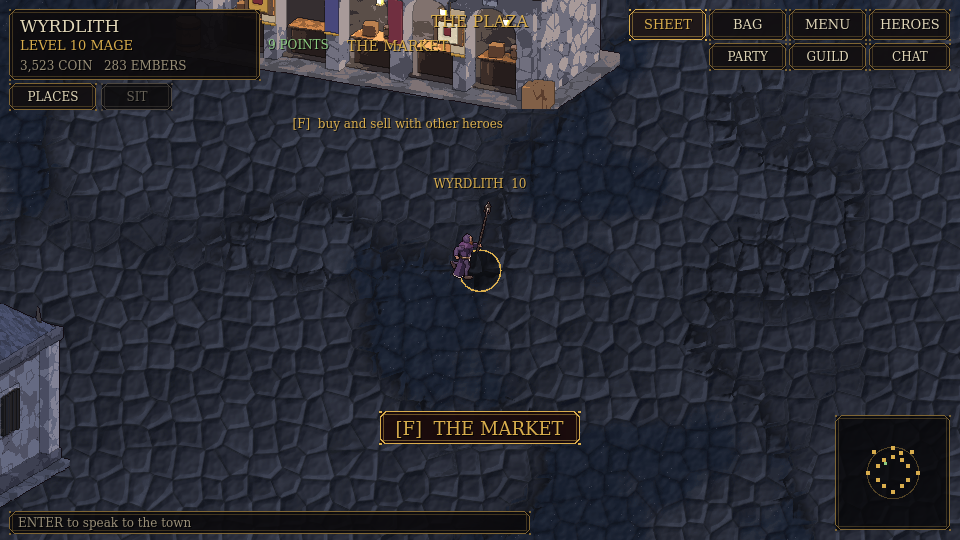 WYRDLITH
LEVEL 10 MAGE
3,523 COIN 283 EMBERS
9 POINTS
THE PLAZA
THE MARKET
SHEET
BAG
MENU
HEROES
PARTY
GUILD
CHAT
PLACES
SIT
[F] buy and sell with other heroes
WYRDLITH 10
[F] THE MARKET
ENTER to speak to the town